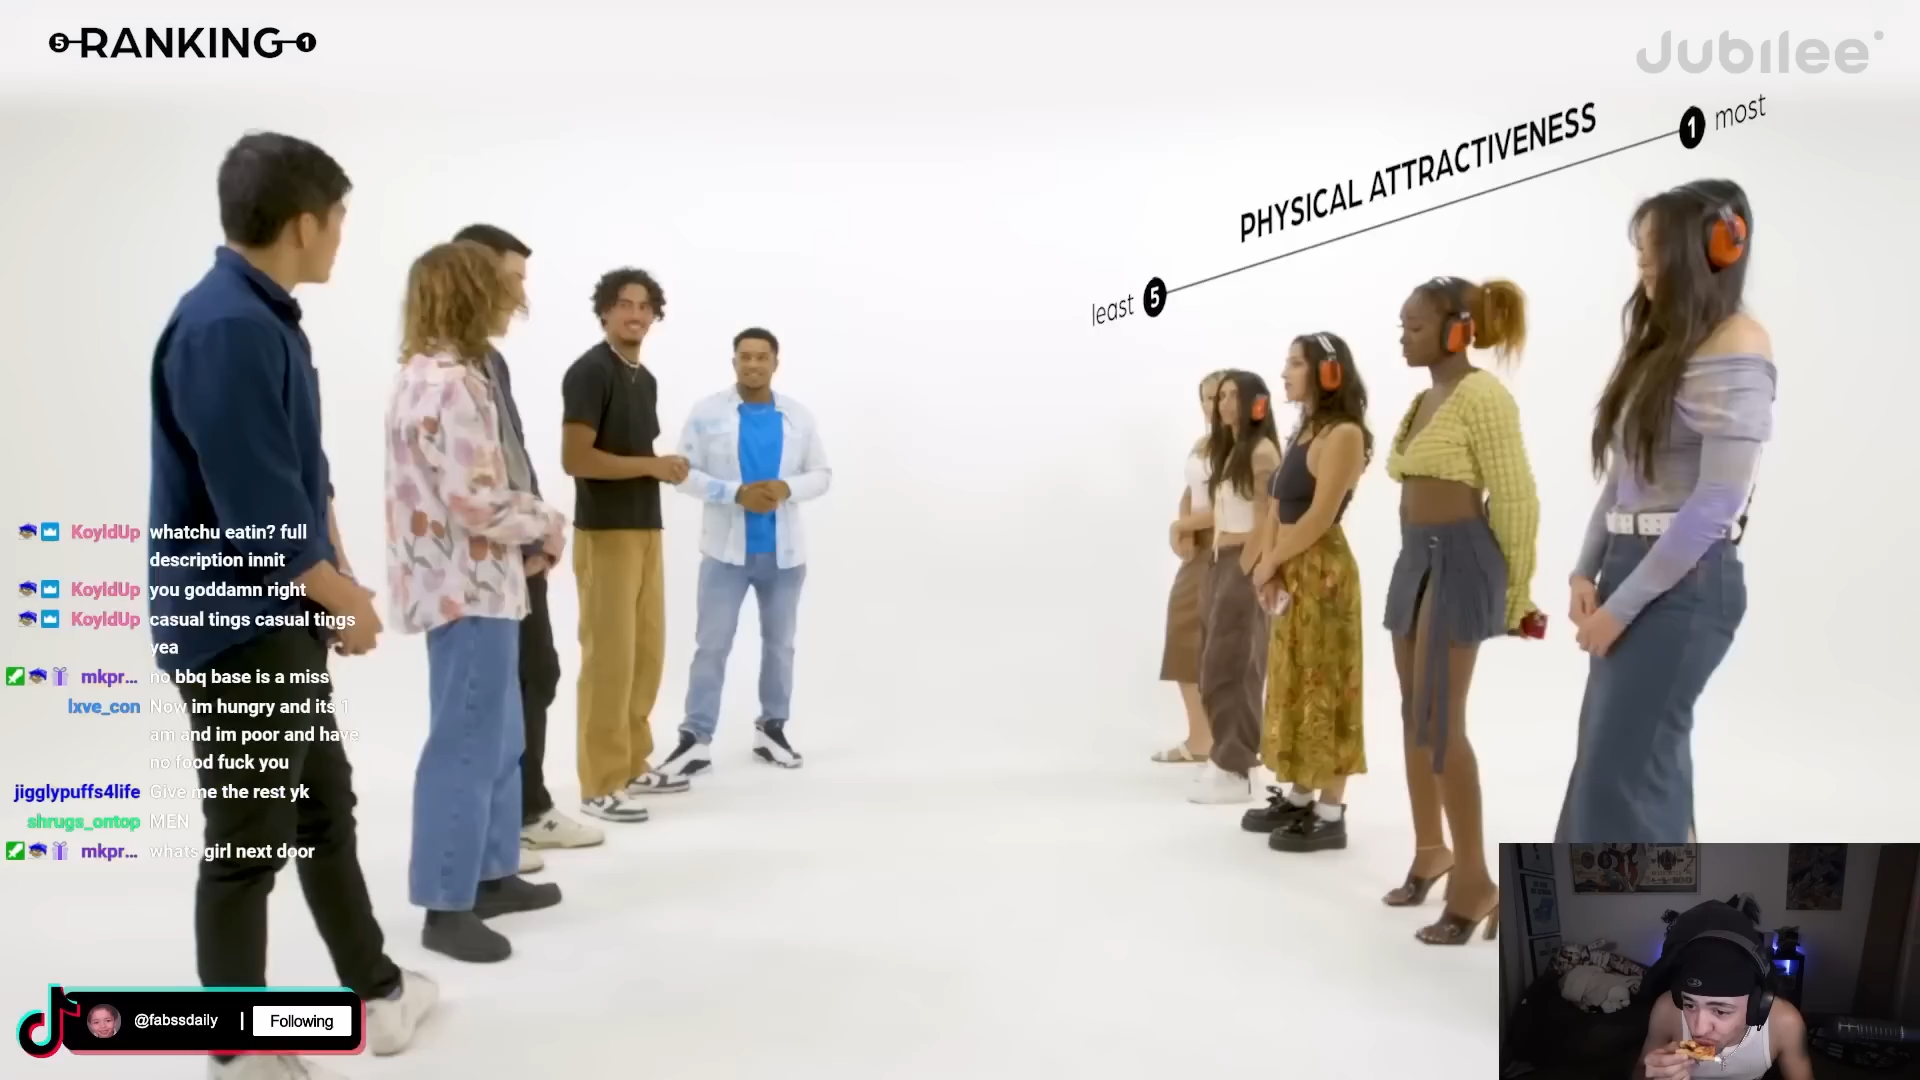 5 RANKING 1
Jubilee
PHYSICAL ATTRACTIVENESS
1 most
least 5
KoyldUp whatchu eatin? full
description innit
KoyldUp you goddamn right
KoyldUp casual tings casual tings
yea
mkpr... no bbq base is a miss
lxve_con Now im hungry and its 1
am and im poor and have
no food fuck you
jigglypuffs4life Give me the rest yk
shrugs_ontop MEN
mkpr... whats girl next door
@fabssdaily | Following